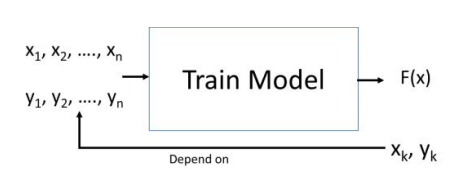 x₁, x₂, ...., xₙ
y₁, y₂, ...., yₙ
Train Model
F(x)
Depend on
xₖ, yₖ